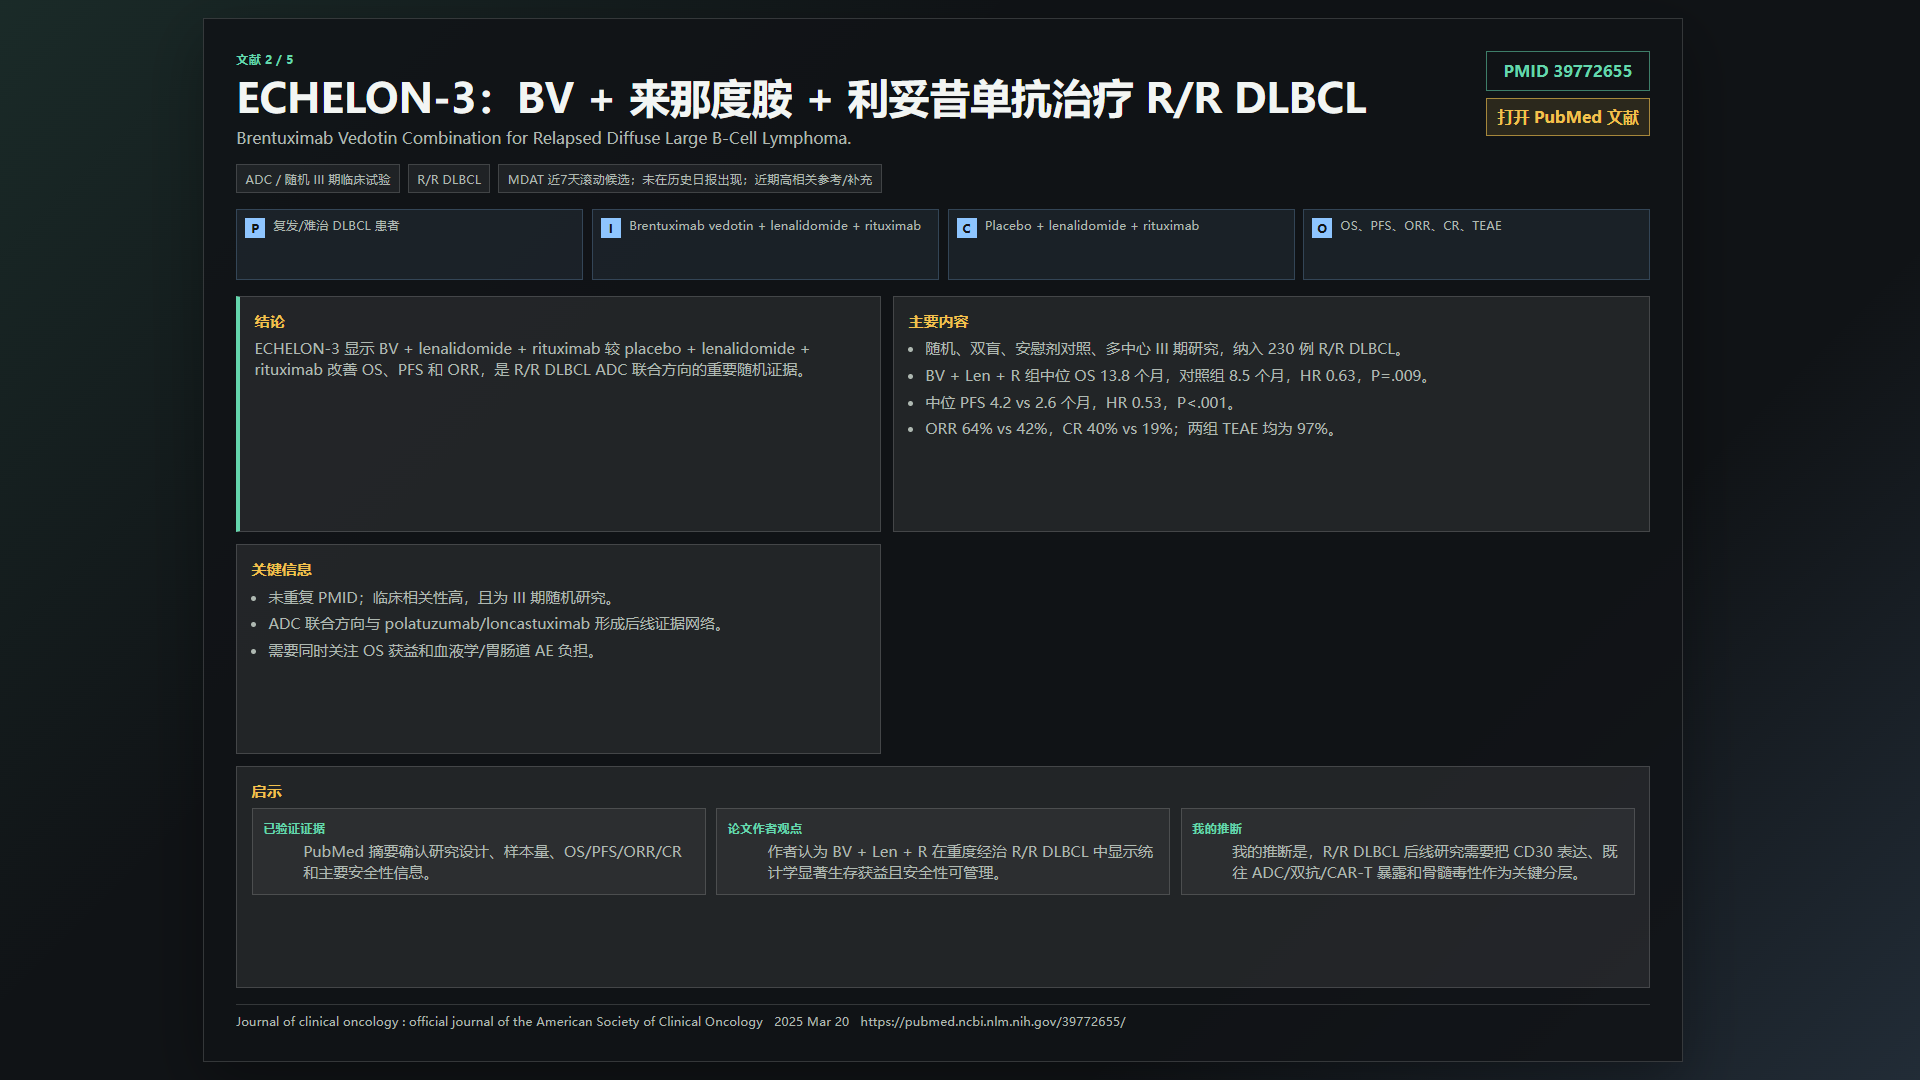 文献 2 / 5
ECHELON-3：BV + 来那度胺 + 利妥昔单抗治疗 R/R DLBCL
Brentuximab Vedotin Combination for Relapsed Diffuse Large B-Cell Lymphoma.
PMID 39772655
打开 PubMed 文献
ADC / 随机 III 期临床试验
R/R DLBCL
MDAT 近7天滚动候选；未在历史日报出现；近期高相关参考/补充
P 复发/难治 DLBCL 患者
I Brentuximab vedotin + lenalidomide + rituximab
C Placebo + lenalidomide + rituximab
O OS、PFS、ORR、CR、TEAE
结论
ECHELON-3 显示 BV + lenalidomide + rituximab 较 placebo + lenalidomide +
rituximab 改善 OS、PFS 和 ORR，是 R/R DLBCL ADC 联合方向的重要随机证据。
主要内容
• 随机、双盲、安慰剂对照、多中心 III 期研究，纳入 230 例 R/R DLBCL。
• BV + Len + R 组中位 OS 13.8 个月，对照组 8.5 个月，HR 0.63，P=.009。
• 中位 PFS 4.2 vs 2.6 个月，HR 0.53，P<.001。
• ORR 64% vs 42%，CR 40% vs 19%；两组 TEAE 均为 97%。
关键信息
• 未重复 PMID；临床相关性高，且为 III 期随机研究。
• ADC 联合方向与 polatuzumab/loncastuximab 形成后线证据网络。
• 需要同时关注 OS 获益和血液学/胃肠道 AE 负担。
启示
已验证证据
PubMed 摘要确认研究设计、样本量、OS/PFS/ORR/CR
和主要安全性信息。
论文作者观点
作者认为 BV + Len + R 在重度经治 R/R DLBCL 中显示统
计学显著生存获益且安全性可管理。
我的推断
我的推断是，R/R DLBCL 后线研究需要把 CD30 表达、既
往 ADC/双抗/CAR-T 暴露和骨髓毒性作为关键分层。
Journal of clinical oncology : official journal of the American Society of Clinical Oncology 2025 Mar 20 https://pubmed.ncbi.nlm.nih.gov/39772655/